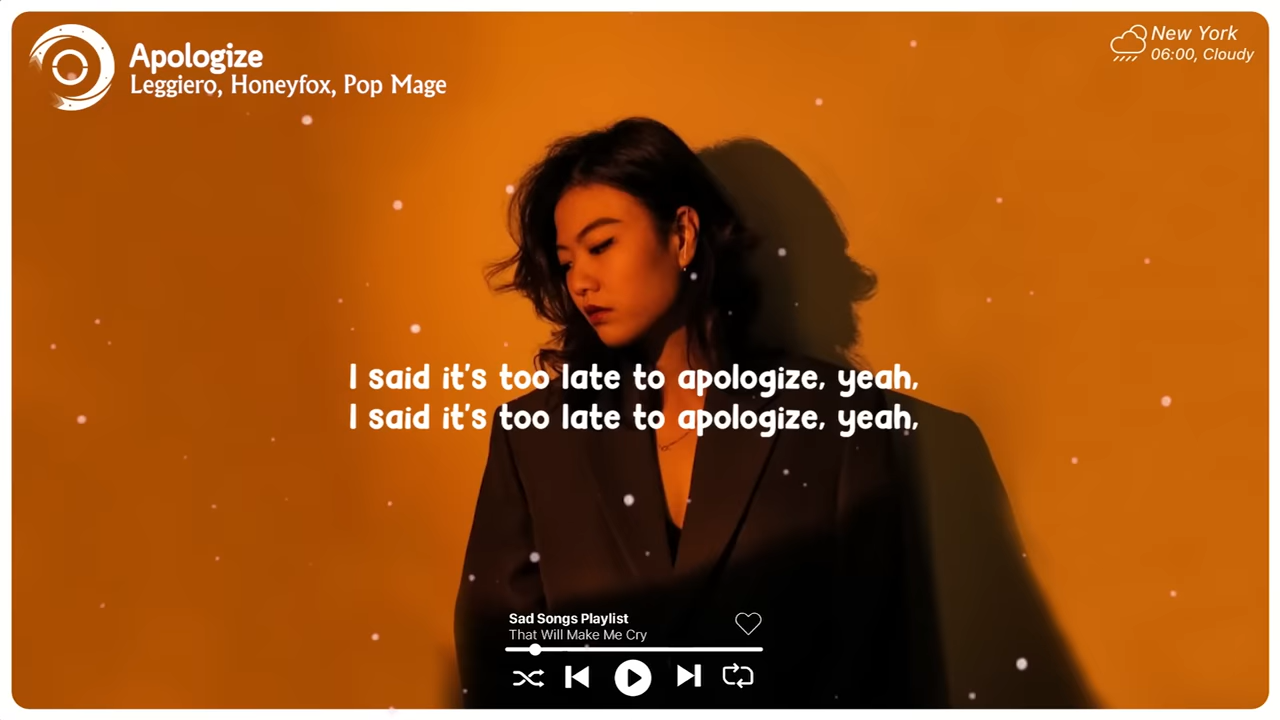 Apologize
Leggiero, Honeyfox, Pop Mage
New York
06:00, Cloudy
I said it's too late to apologize, yeah,
I said it's too late to apologize, yeah,
Sad Songs Playlist
That Will Make Me Cry